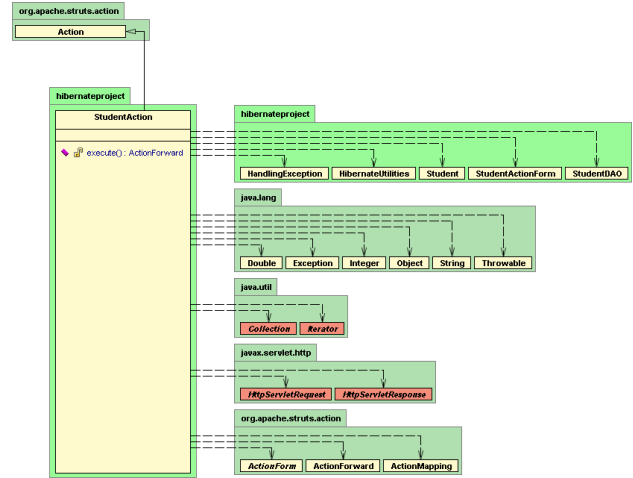 org.apache.struts.action
Action
hibernateproject
StudentAction
execute() : ActionForward
hibernateproject
HandlingException HibernateUtilities Student StudentActionForm StudentDAO
java.lang
Double Exception Integer Object String Throwable
java.util
Collection Iterator
javax.servlet.http
HttpServletRequest HttpServletResponse
org.apache.struts.action
ActionForm ActionForward ActionMapping